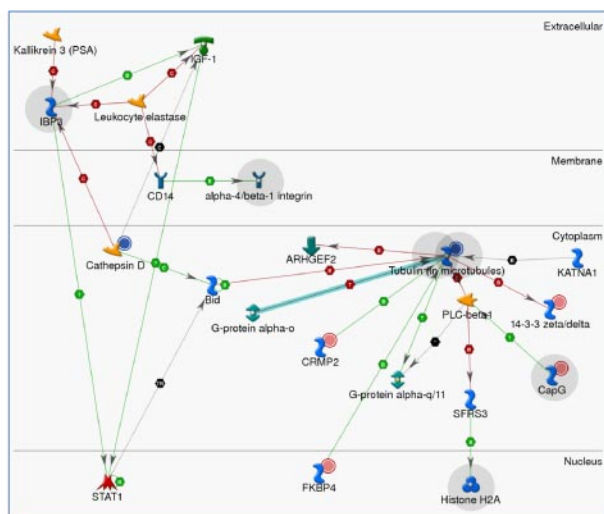 Extracellular
Kallikrein 3 (PSA)
IGF-1
IBP3
Leukocyte elastase
Membrane
CD14
alpha-4/beta-1 integrin
Cytoplasm
ARHGEF2
Cathepsin D
Tubulin (in microtubules)
KATNA1
Bid
G-protein alpha-o
PLC-beta1
14-3-3 zeta/delta
CRMP2
G-protein alpha-q/11
CapG
SFRS3
Nucleus
STAT1
FKBP4
Histone H2A